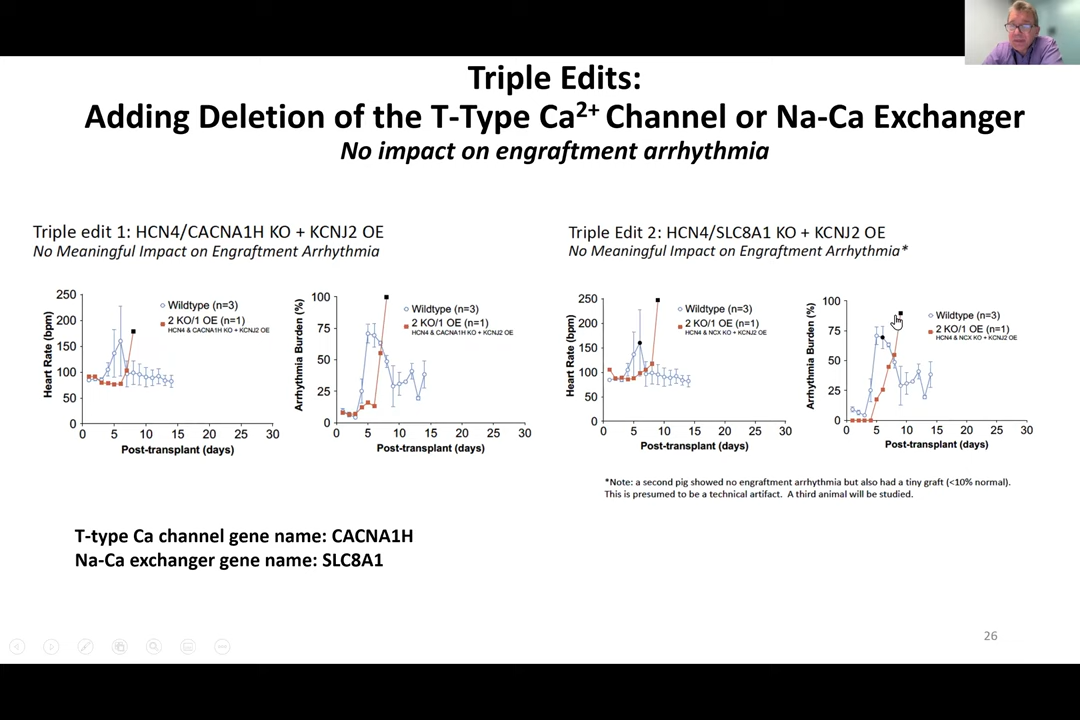 Triple Edits:
Adding Deletion of the T-Type Ca2+ Channel or Na-Ca Exchanger
No impact on engraftment arrhythmia
Triple edit 1: HCN4/CACNA1H KO + KCNJ2 OE
No Meaningful Impact on Engraftment Arrhythmia
Heart Rate (bpm)
250
200
150
100
50
0
0 5 10 15 20 25 30
Post-transplant (days)
Wildtype (n=3)
2 KO/1 OE (n=1)
HCN4 & CACNA1H KO + KCNJ2 OE
Arrhythmia Burden (%)
100
75
50
25
0
0 5 10 15 20 25 30
Post-transplant (days)
Wildtype (n=3)
2 KO/1 OE (n=1)
HCN4 & CACNA1H KO + KCNJ2 OE
Triple Edit 2: HCN4/SLC8A1 KO + KCNJ2 OE
No Meaningful Impact on Engraftment Arrhythmia*
Heart Rate (bpm)
250
200
150
100
50
0
0 5 10 15 20 25 30
Post-transplant (days)
Wildtype (n=3)
2 KO/1 OE (n=1)
HCN4 & NCX KO + KCNJ2 OE
Arrhythmia Burden (%)
100
75
50
25
0
0 5 10 15 20 25 30
Post-transplant (days)
Wildtype (n=3)
2 KO/1 OE (n=1)
HCN4 & NCX KO + KCNJ2 OE
*Note: a second pig showed no engraftment arrhythmia but also had a tiny graft (<10% normal).
This is presumed to be a technical artifact. A third animal will be studied.
T-type Ca channel gene name: CACNA1H
Na-Ca exchanger gene name: SLC8A1
26